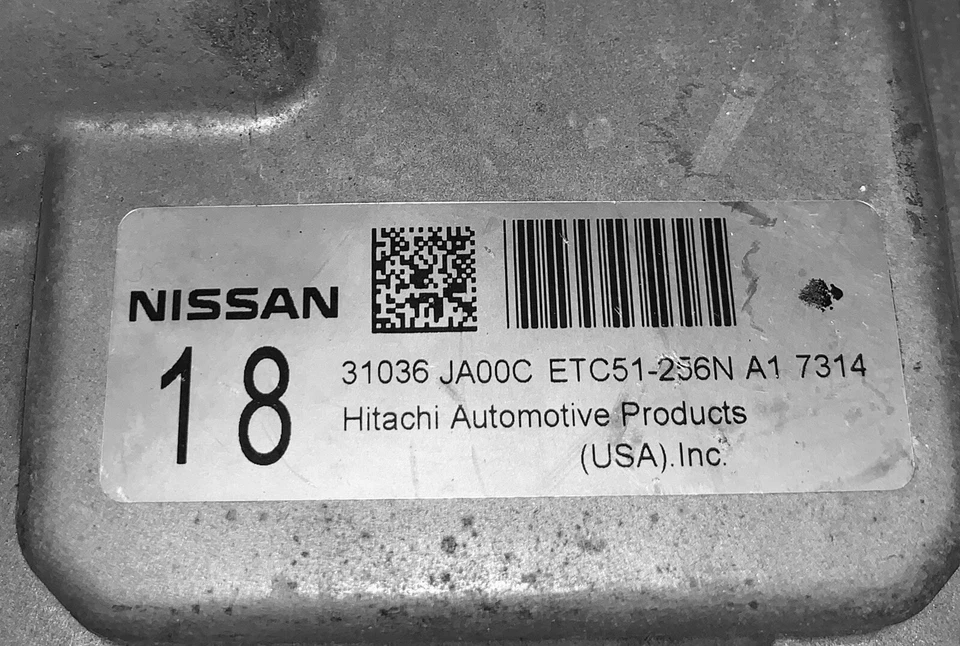 NISSAN
18
31036 JA00C ETC51-256N A1 7314
Hitachi Automotive Products
(USA).Inc.